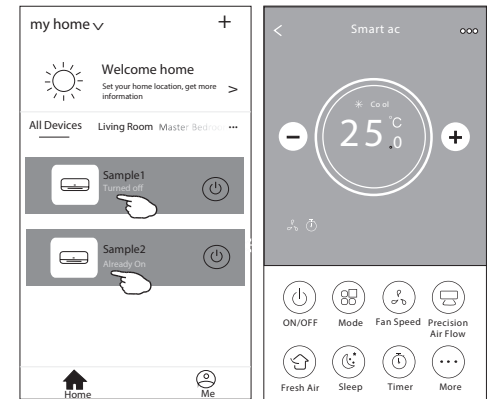 my home
Welcome home
Set your home location, get more
information
All Devices Living Room Master
Sample1
Turned off
Sample2
Already On
Home Me
Smart ac
Cool
25.0 °C
ON/OFF Mode Fan Speed Precision
Air Flow
Fresh Air Sleep Timer More